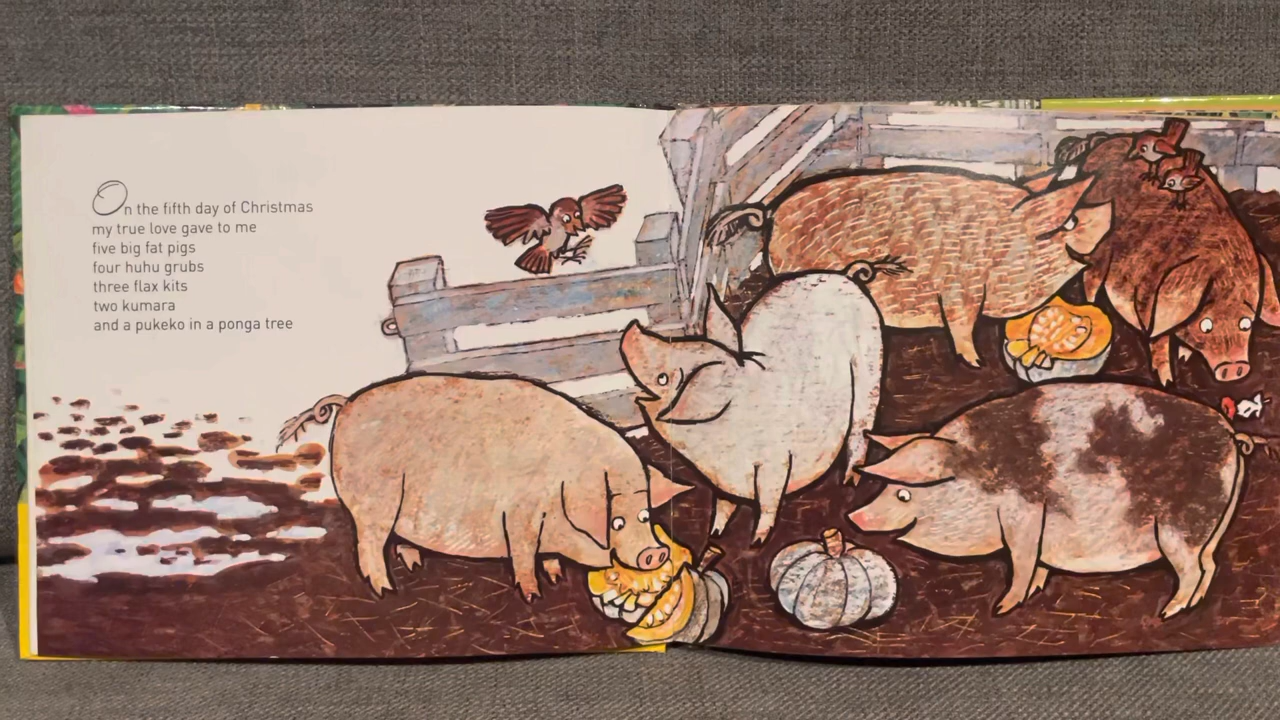 On the fifth day of Christmas
my true love gave to me
five big fat pigs
four huhu grubs
three flax kits
two kumara
and a pukeko in a ponga tree